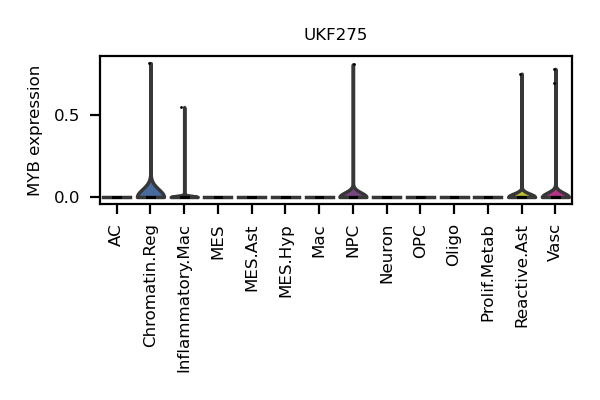 UKF275
MYB expression
0.5
0.0
AC
Chromatin.Reg
Inflammatory.Mac
MES
MES.Ast
MES.Hyp
Mac
NPC
Neuron
OPC
Oligo
Prolif.Metab
Reactive.Ast
Vasc